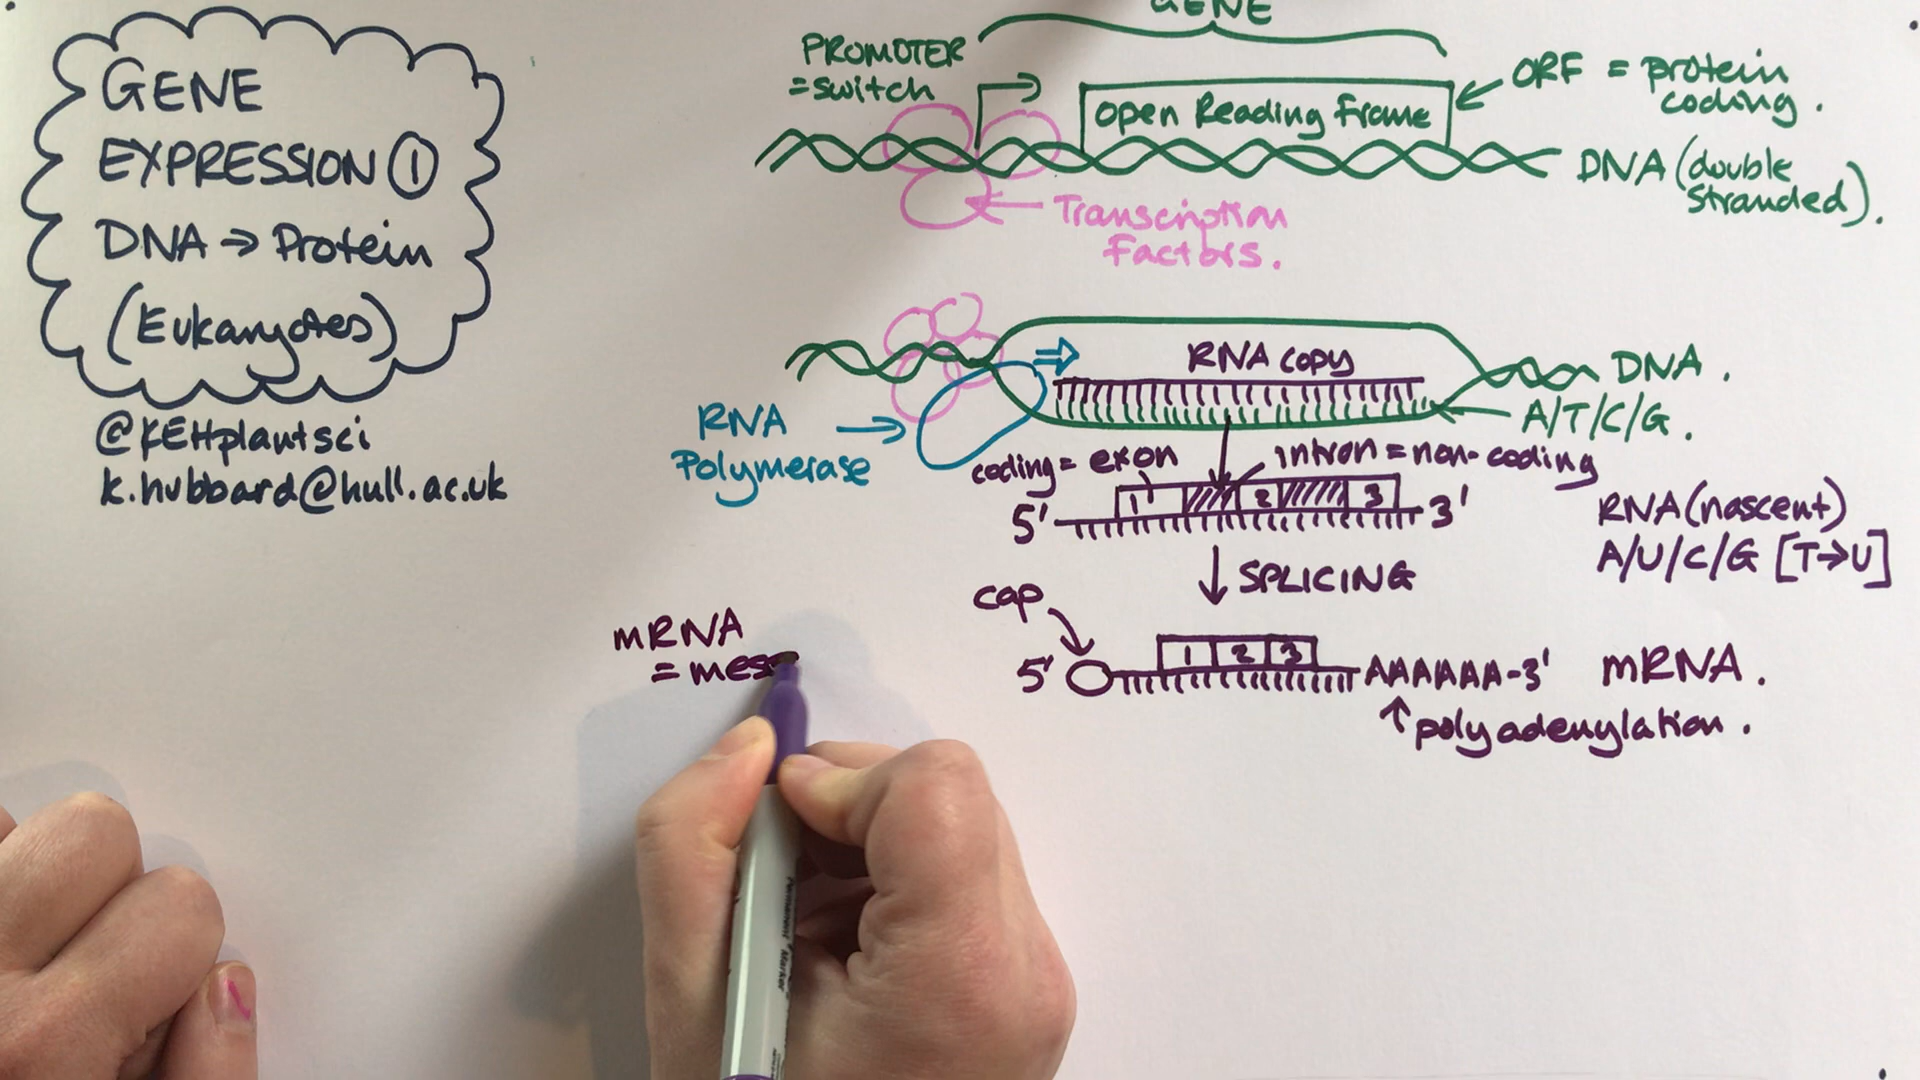 GENE
EXPRESSION ①
DNA → Protein
(Eukaryotes)
@KEHplantsci
k.hubbard@hull.ac.uk
GENE
PROMOTER
= switch
Open Reading Frame
ORF = protein
coding.
DNA (double
stranded).
Transcription
Factors.
RNA copy
DNA.
A/T/C/G.
RNA
Polymerase
coding = exon
intron = non-coding
5' 1 2 3 3'
RNA (nascent)
A/U/C/G [T→U]
SPLICING
cap
5' 1 2 3 AAAAAA-3' mRNA.
polyadenylation.
mRNA
= mess